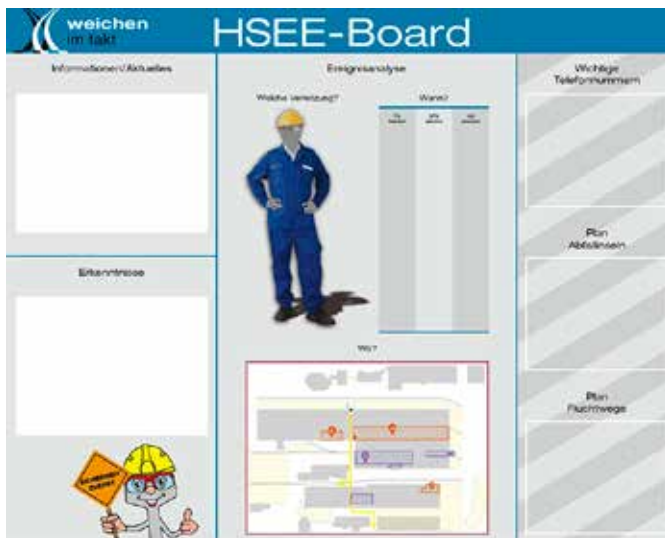 weichen
im takt
HSEE-Board
Informationen/Aktuelles
Ereignisanalyse
Wichtige
Telefonnummern
Welche Verletzung?
Wann?
Plan
Abfallinseln
Erkenntnisse
Wo?
Plan
Fluchtwege